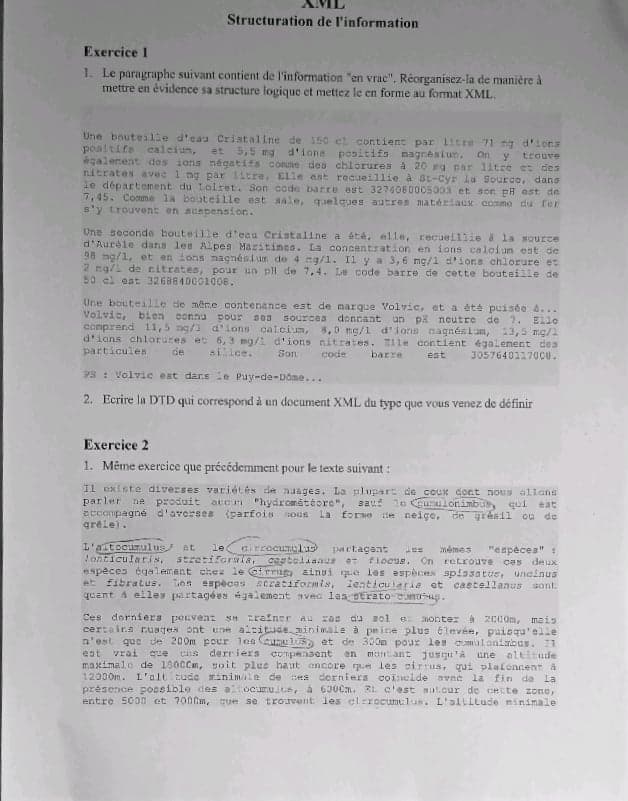 XML
Structuration de l'information
Exercice 1
1. Le paragraphe suivant contient de l'information "en vrac". Réorganisez-la de manière à
mettre en évidence sa structure logique et mettez le en forme au format XML.
Une bouteille d'eau Cristaline de 150 cl contient par litre 71 mg d'ions
positifs calcium, et 5,5 mg d'ions positifs magnésium. On y trouve
également des ions négatifs comme des chlorures à 20 mg par litre et des
nitrates avec 1 mg par litre. Elle est recueillie à St-Cyr la Source, dans
le département du Loiret. Son code barre est 3274080005003 et son pH est de
7,45. Comme la bouteille est sale, quelques autres matériaux comme du fer
s'y trouvent en suspension.
Une seconde bouteille d'eau Cristaline a été, elle, recueillie à la source
d'Aurèle dans les Alpes Maritimes. La concentration en ions calcium est de
98 mg/l, et en ions magnésium de 4 mg/l. Il y a 3,6 mg/l d'ions chlorure et
2 mg/l de nitrates, pour un pH de 7,4. Le code barre de cette bouteille de
50 cl est 3268840001008.
Une bouteille de même contenance est de marque Volvic, et a été puisée à...
Volvic, bien connu pour ses sources donnant un pH neutre de 7. Elle
comprend 11,5 mg/l d'ions calcium, 8,0 mg/l d'ions magnésium, 13,5 mg/l
d'ions chlorures et 6,3 mg/l d'ions nitrates. Elle contient également des
particules de silice. Son code barre est 3057640117008.
PS : Volvic est dans le Puy-de-Dôme...
2. Ecrire la DTD qui correspond à un document XML du type que vous venez de définir
Exercice 2
1. Même exercice que précédemment pour le texte suivant :
Il existe diverses variétés de nuages. La plupart de ceux dont nous allons
parler ne produit aucun "hydrométéore", sauf le cumulonimbus, qui est
accompagné d'averses (parfois sous la forme de neige, de grésil ou de
grêle).
L'altocumulus et le cirrocumulus partagent les mêmes "espèces" :
lenticularis, stratiformis, castellanus et flocus. On retrouve ces deux
espèces également chez le cirrus, ainsi que les espèces spissatus, uncinus
et fibratus. Les espèces stratiformis, lenticularis et castellanus sont
quant à elles partagées également avec les strato-cumulus.
Ces derniers peuvent se traîner au ras du sol et monter à 2000m, mais
certains nuages ont une altitude minimale à peine plus élevée, puisqu'elle
n'est que de 200m pour les cumulus, et de 300m pour les cumulonimbus. Il
est vrai que ces derniers compensent en montant jusqu'à une altitude
maximale de 18000m, soit plus haut encore que les cirrus, qui plafonnent à
12000m. L'altitude minimale de ces derniers coïncide avec la fin de la
présence possible des altocumulus, à 6000m. Et c'est autour de cette zone,
entre 5000 et 7000m, que se trouvent les cirrocumulus. L'altitude minimale